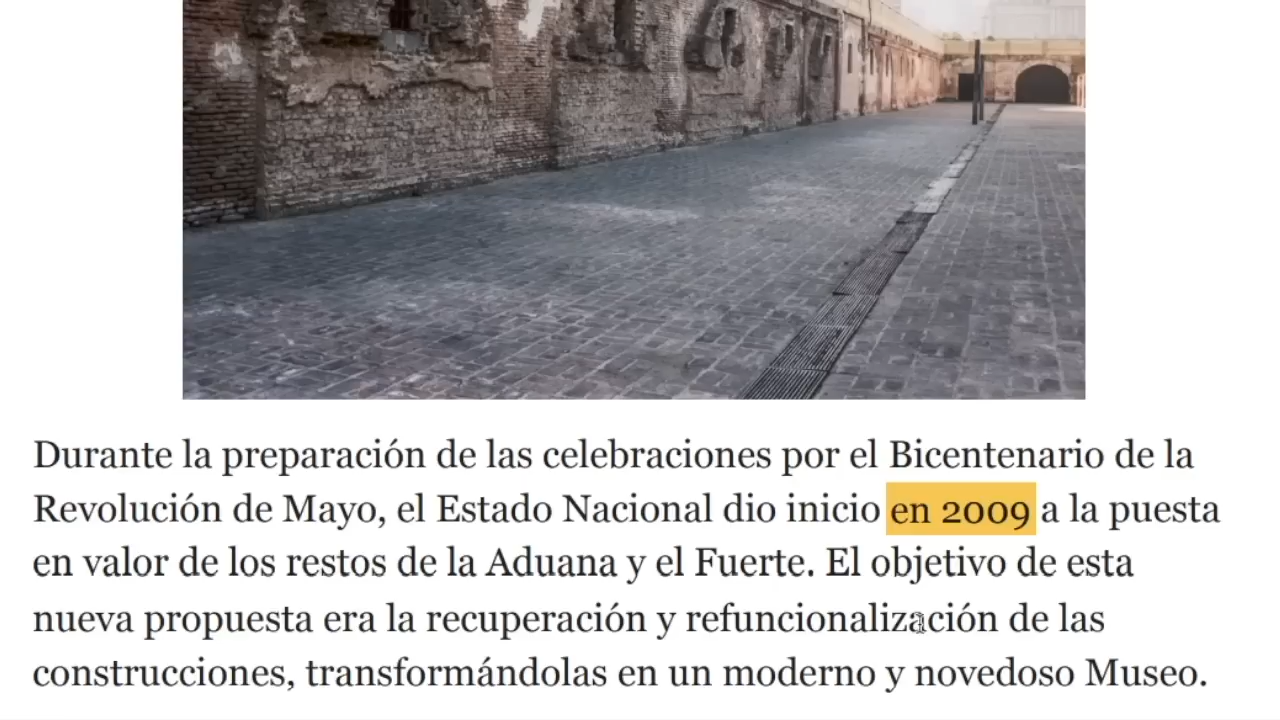 Durante la preparación de las celebraciones por el Bicentenario de la
Revolución de Mayo, el Estado Nacional dio inicio en 2009 a la puesta
en valor de los restos de la Aduana y el Fuerte. El objetivo de esta
nueva propuesta era la recuperación y refuncionalización de las
construcciones, transformándolas en un moderno y novedoso Museo.